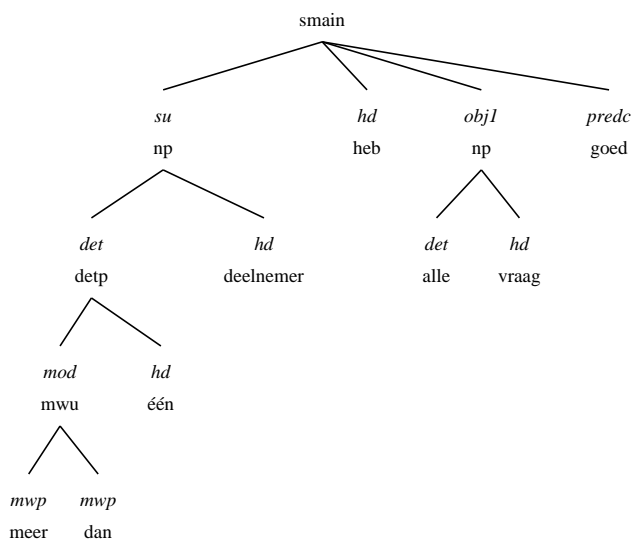 smain
su hd obj1 predc
np heb np goed
det hd det hd
detp deelnemer alle vraag
mod hd
mwu één
mwp mwp
meer dan